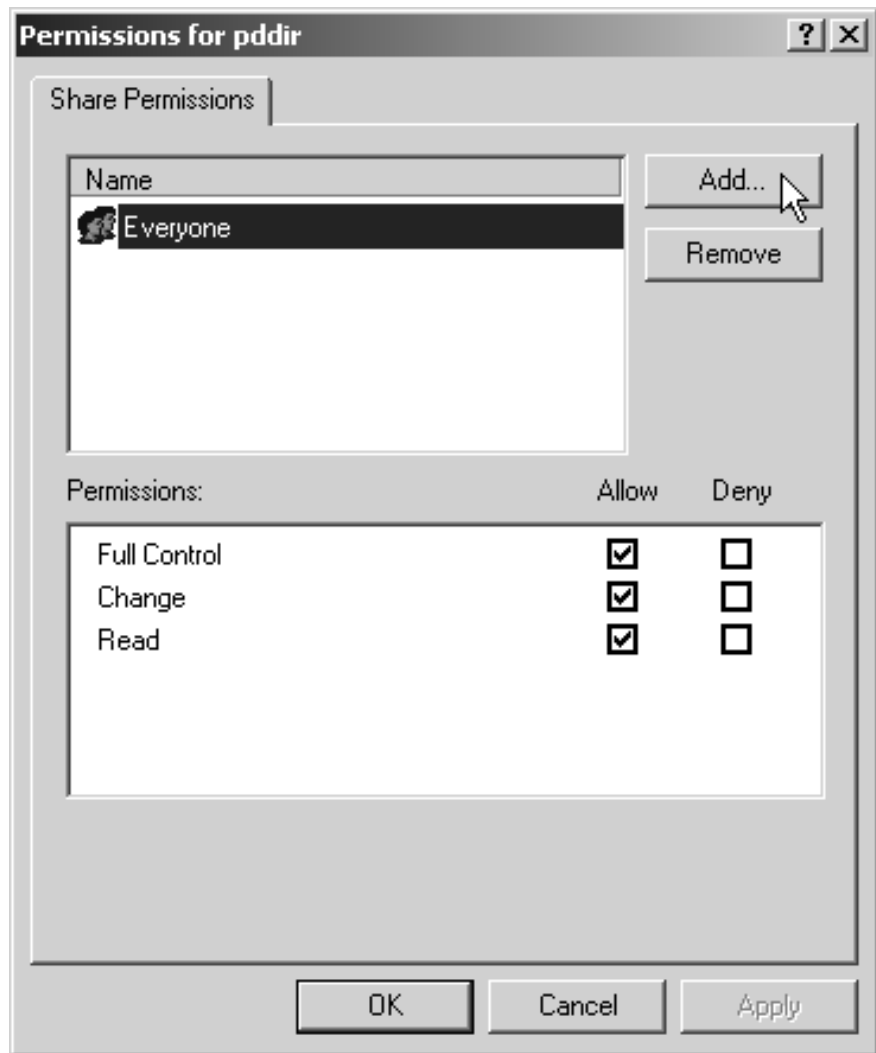 Permissions for pddir
Share Permissions
Name
Add...
Everyone
Remove
Permissions: Allow Deny
Full Control
Change
Read
OK Cancel Apply